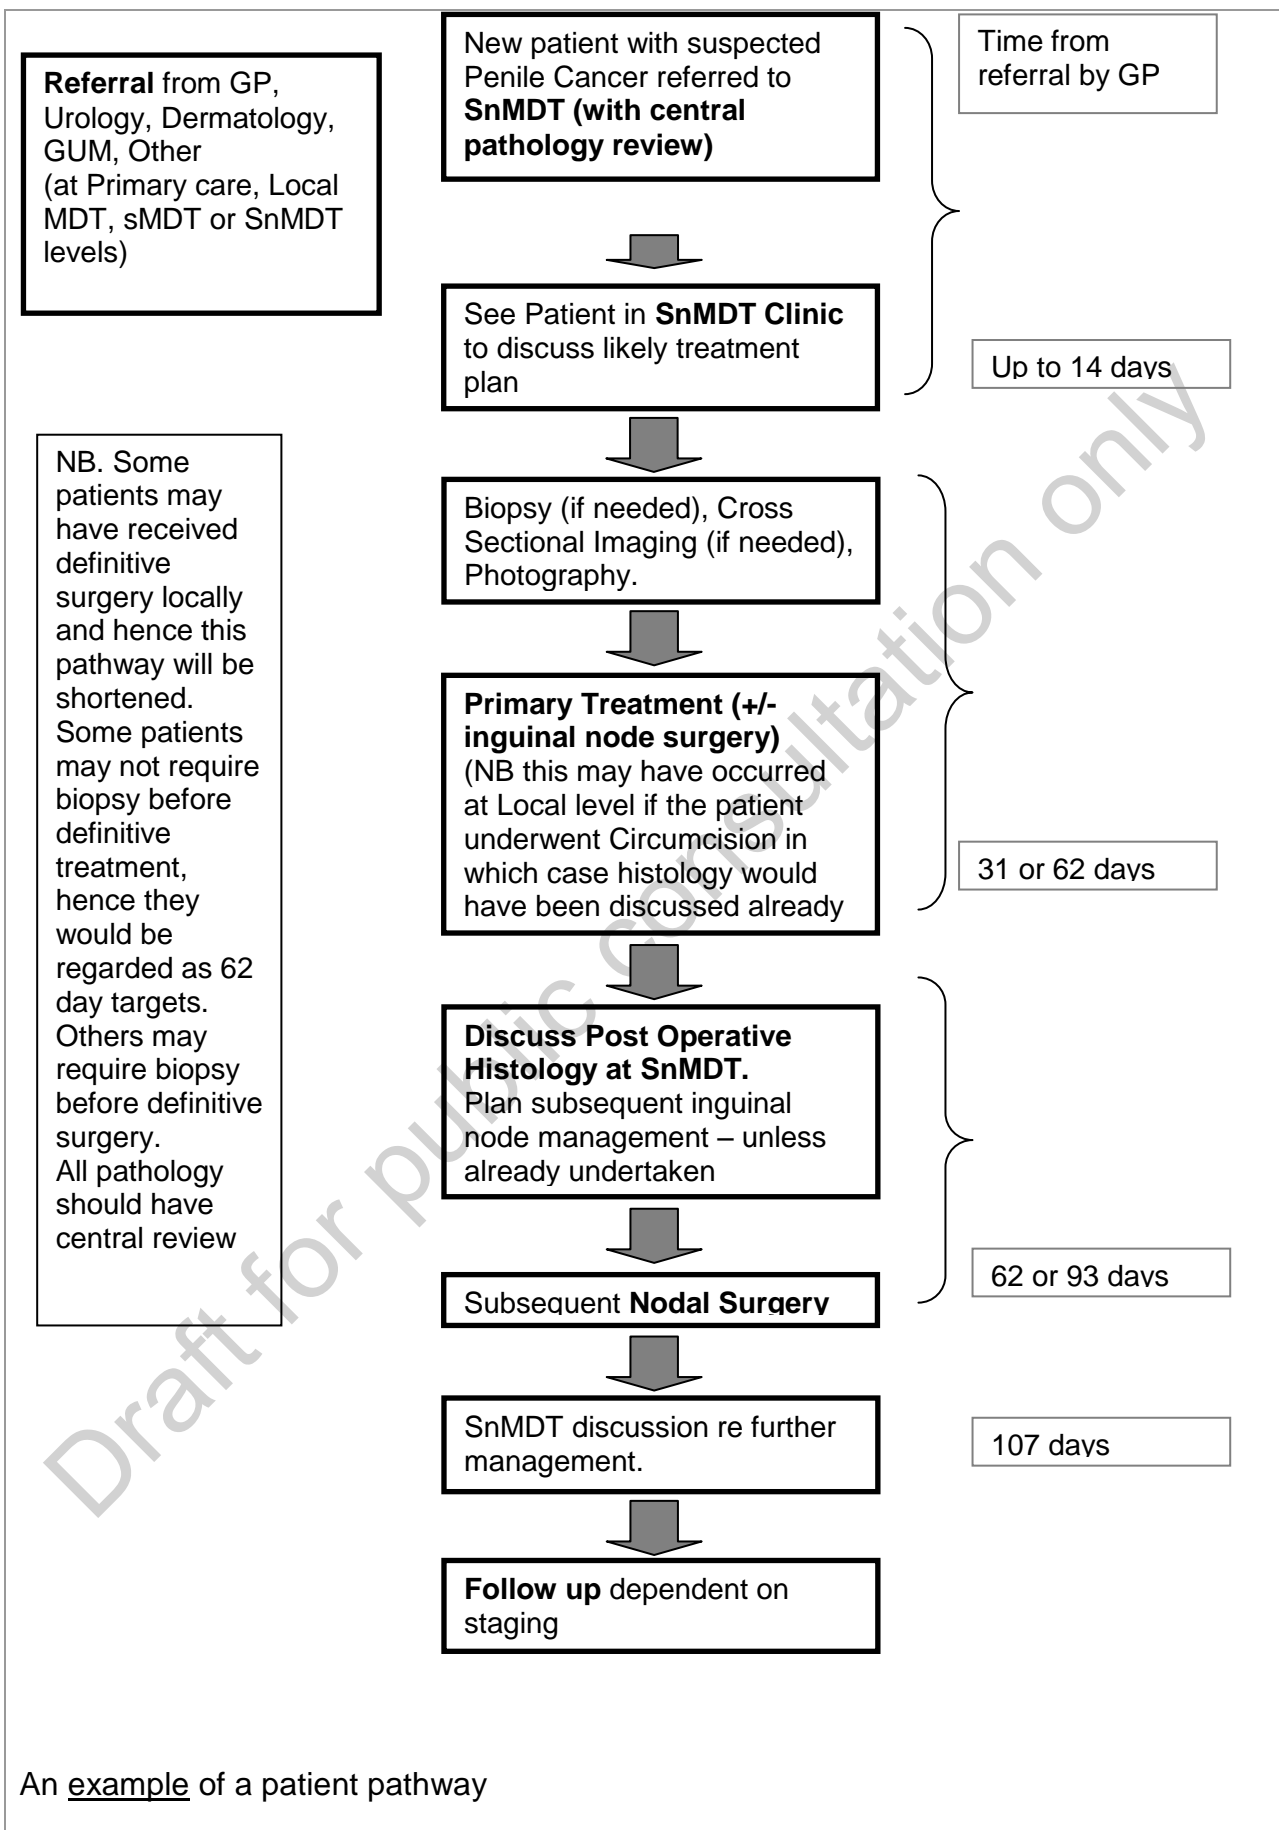 Referral from GP,
Urology, Dermatology,
GUM, Other
(at Primary care, Local
MDT, sMDT or SnMDT
levels)
New patient with suspected
Penile Cancer referred to
SnMDT (with central
pathology review)
Time from
referral by GP
See Patient in SnMDT Clinic
to discuss likely treatment
plan
Up to 14 days
NB. Some
patients may
have received
definitive
surgery locally
and hence this
pathway will be
shortened.
Some patients
may not require
biopsy before
definitive
treatment,
hence they
would be
regarded as 62
day targets.
Others may
require biopsy
before definitive
surgery.
All pathology
should have
central review
Biopsy (if needed), Cross
Sectional Imaging (if needed),
Photography.
Primary Treatment (+/-
inguinal node surgery)
(NB this may have occurred
at Local level if the patient
underwent Circumcision in
which case histology would
have been discussed already
31 or 62 days
Discuss Post Operative
Histology at SnMDT.
Plan subsequent inguinal
node management – unless
already undertaken
Subsequent Nodal Surgery
62 or 93 days
SnMDT discussion re further
management.
107 days
Follow up dependent on
staging
An example of a patient pathway
Draft for public consultation only